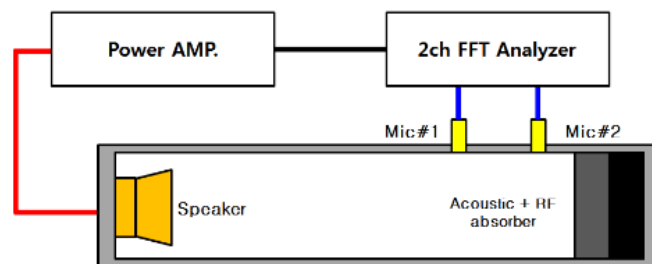 Power AMP.
2ch FFT Analyzer
Mic#1
Mic#2
Speaker
Acoustic + RF
absorber